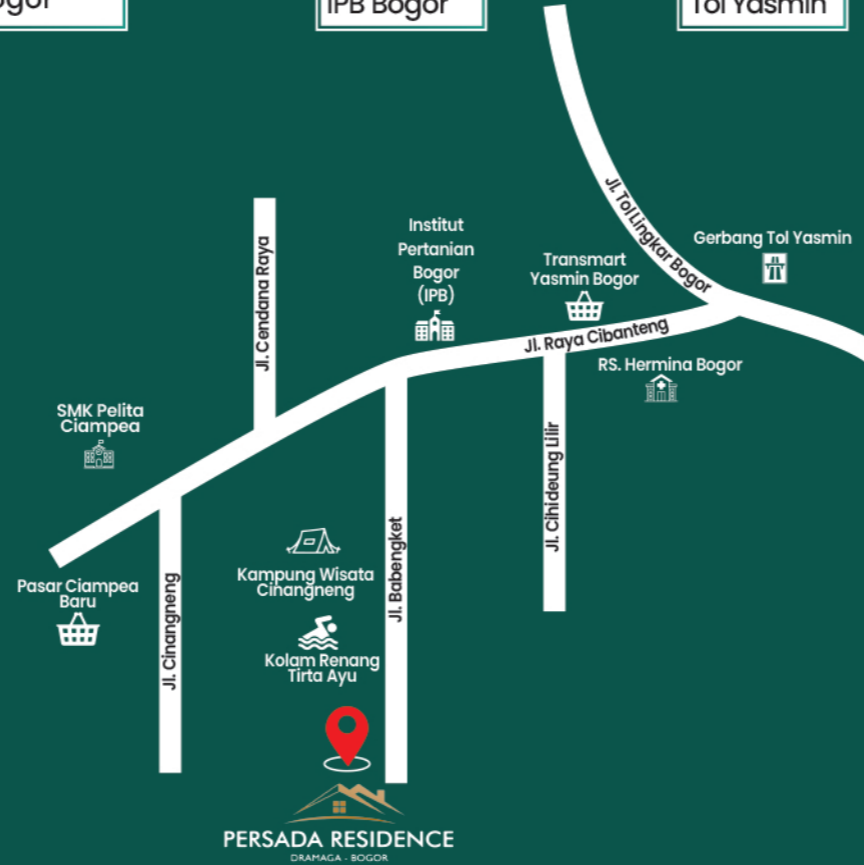 IPB Bogor
Tol Yasmin
Jl. Tol Lingkar Bogor
Gerbang Tol Yasmin
Institut
Pertanian
Bogor
(IPB)
Transmart
Yasmin Bogor
Jl. Cendana Raya
Jl. Raya Cibanteng
RS. Hermina Bogor
SMK Pelita
Ciampea
Jl. Cihideung Lilir
Kampung Wisata
Cinangneng
Jl. Babengket
Pasar Ciampea
Baru
Jl. Cinangneng
Kolam Renang
Tirta Ayu
PERSADA RESIDENCE
DRAMAGA - BOGOR